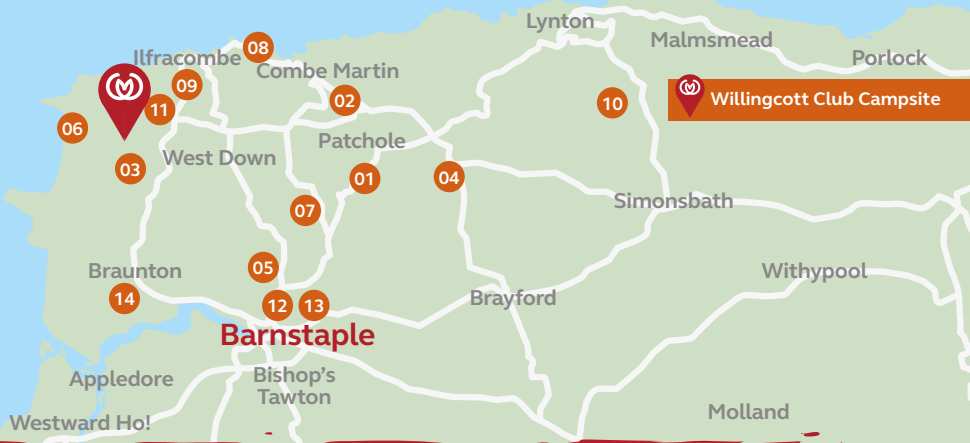 Lynton
Malmsmead
Porlock
08
Ilfracombe
Combe Martin
09
02
10
Willingcott Club Campsite
11
06
Patchole
West Down
03
01
04
Simonsbath
07
05
Braunton
Withypool
14
12
13
Brayford
Barnstaple
Appledore
Bishop's
Tawton
Molland
Westward Ho!